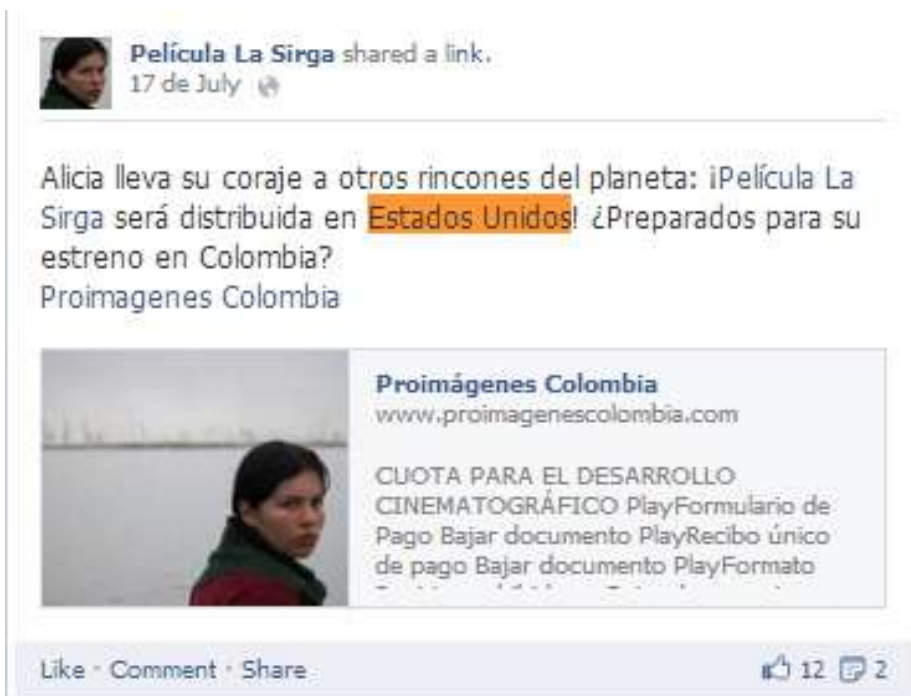 Película La Sirga shared a link.
17 de July
Alicia lleva su coraje a otros rincones del planeta: ¡Película La
Sirga será distribuida en Estados Unidos! ¿Preparados para su
estreno en Colombia?
Proimagenes Colombia
Proimágenes Colombia
www.proimagenescolombia.com
CUOTA PARA EL DESARROLLO
CINEMATOGRÁFICO PlayFormulario de
Pago Bajar documento PlayRecibo único
de pago Bajar documento PlayFormato
Like · Comment · Share 12 2